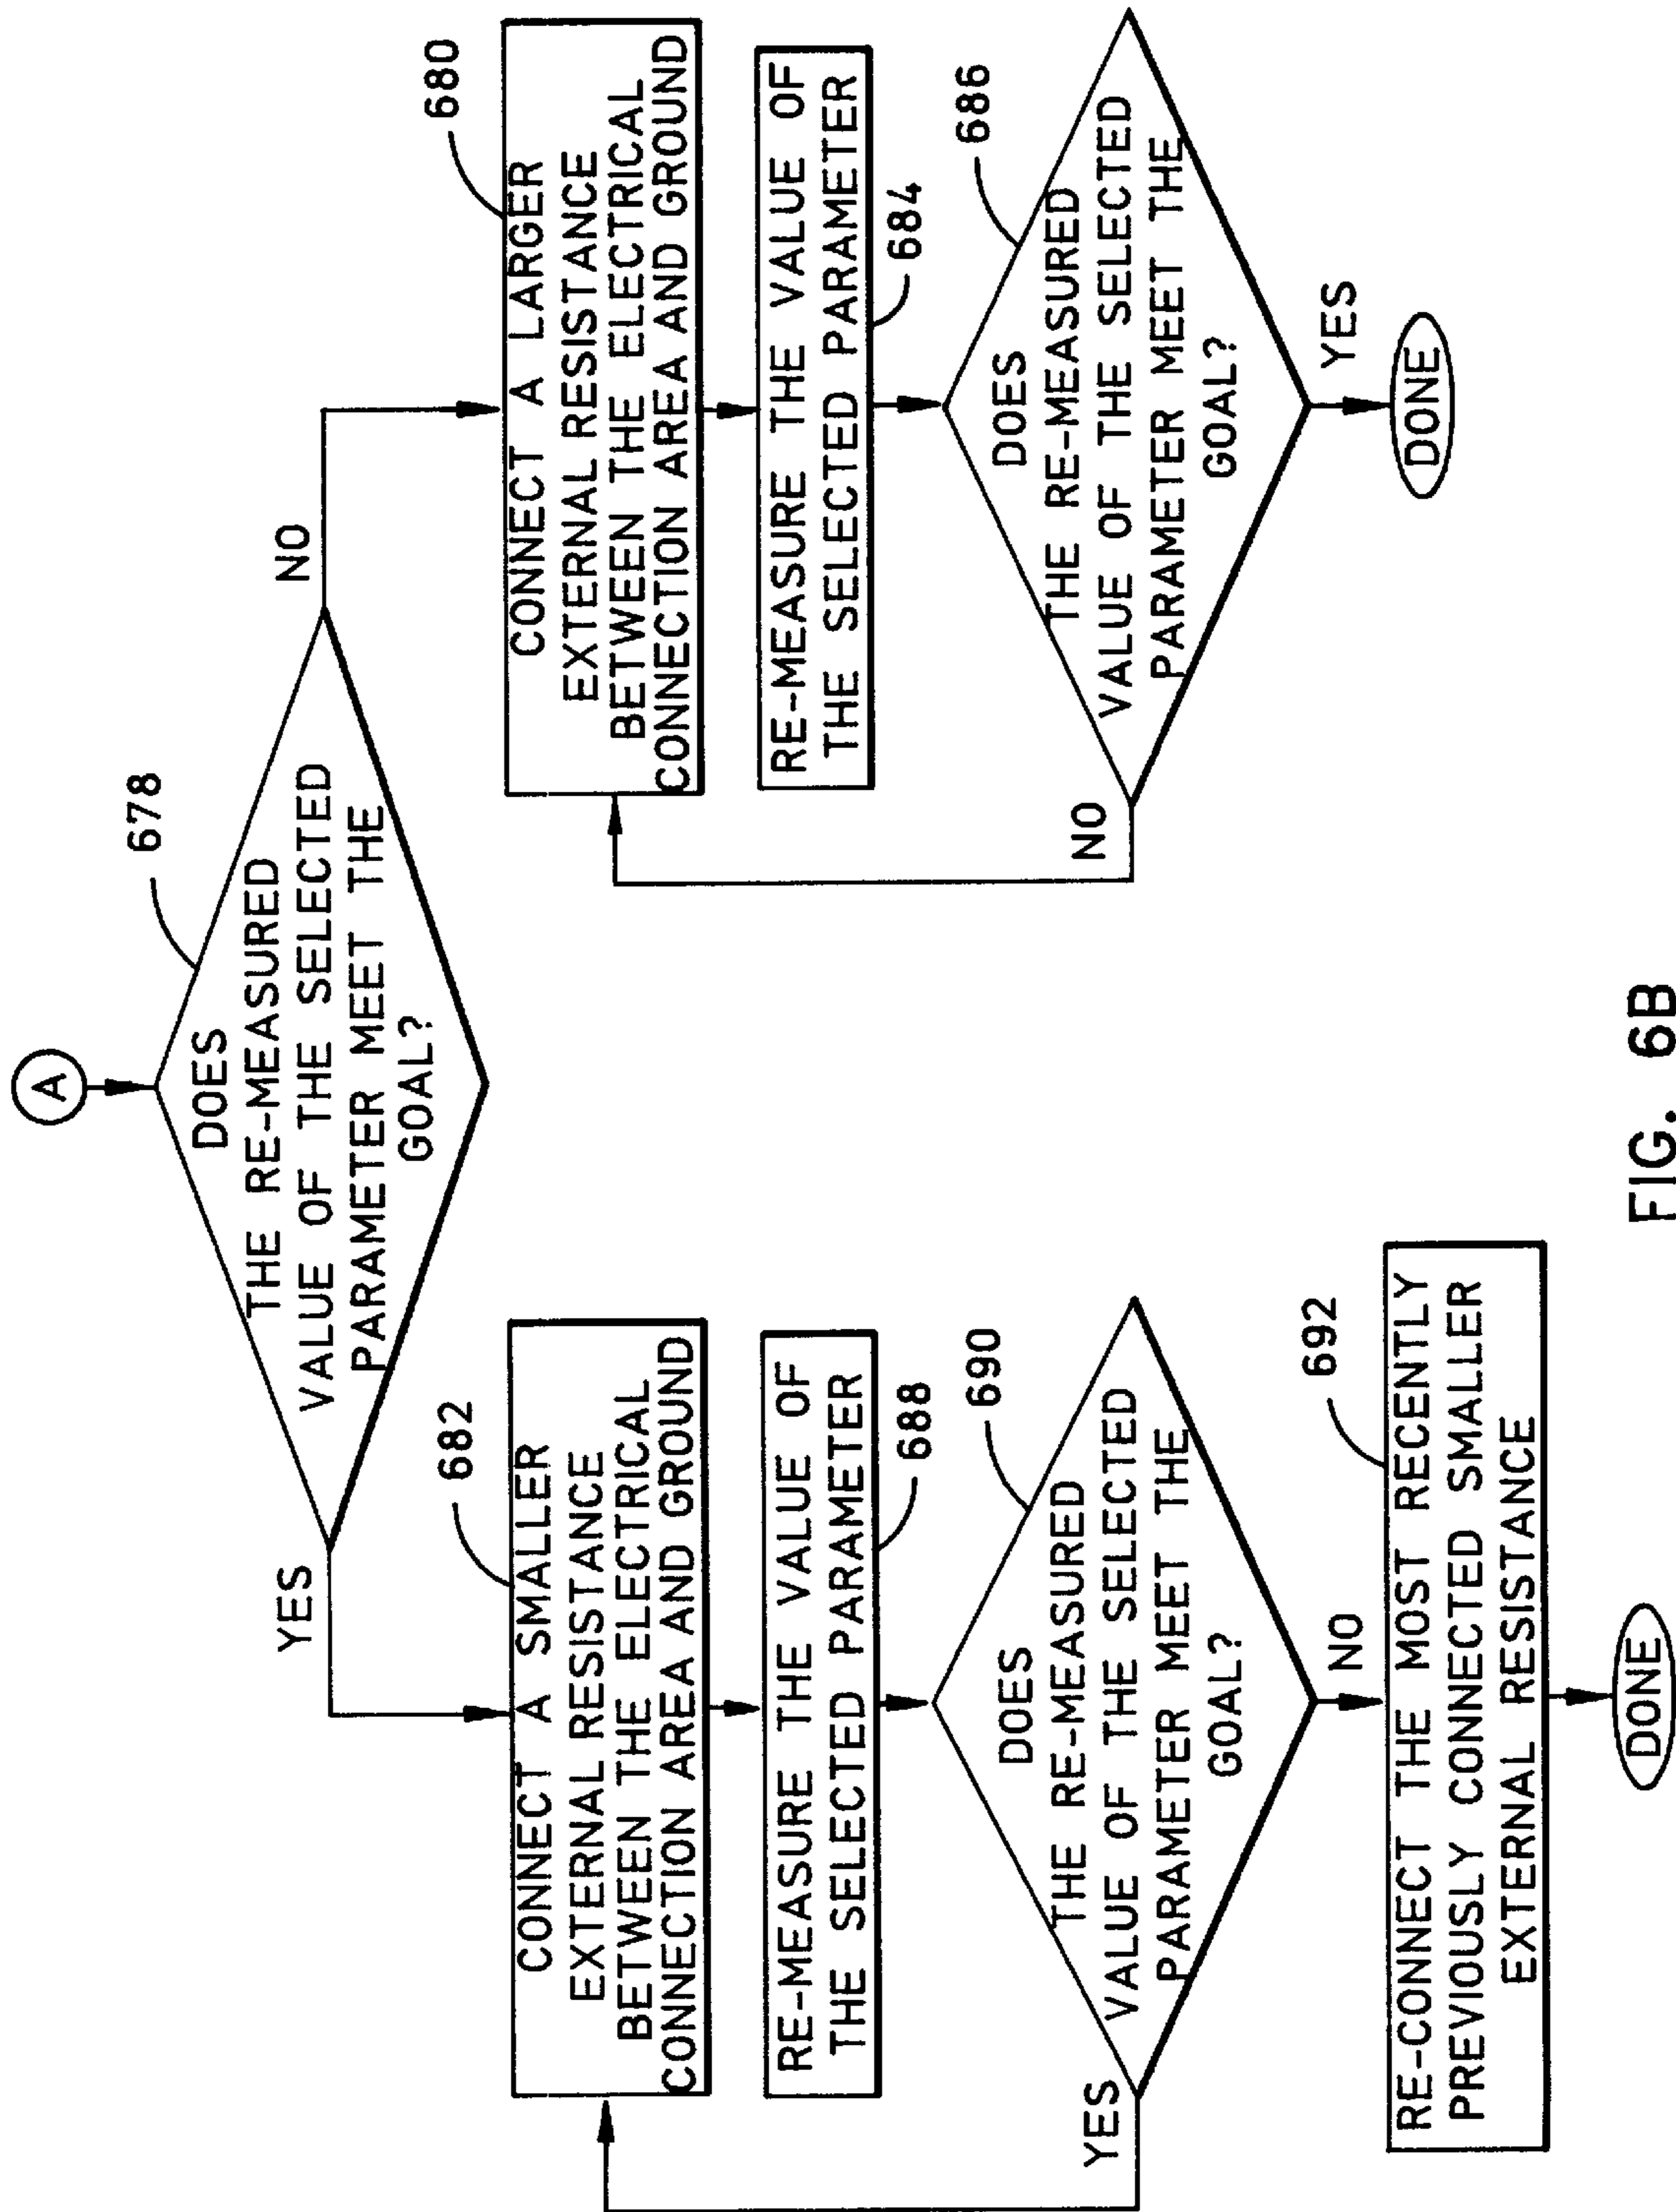 A
678
DOES
THE RE-MEASURED
VALUE OF THE SELECTED
PARAMETER MEET THE
GOAL?
YES
NO
682
CONNECT A SMALLER
EXTERNAL RESISTANCE
BETWEEN THE ELECTRICAL
CONNECTION AREA AND GROUND
RE-MEASURE THE VALUE OF
THE SELECTED PARAMETER
688
690
DOES
THE RE-MEASURED
VALUE OF THE SELECTED
PARAMETER MEET THE
GOAL?
YES
NO
692
RE-CONNECT THE MOST RECENTLY
PREVIOUSLY CONNECTED SMALLER
EXTERNAL RESISTANCE
DONE
680
CONNECT A LARGER
EXTERNAL RESISTANCE
BETWEEN THE ELECTRICAL
CONNECTION AREA AND GROUND
RE-MEASURE THE VALUE OF
THE SELECTED PARAMETER
684
686
DOES
THE RE-MEASURED
VALUE OF THE SELECTED
PARAMETER MEET THE
GOAL?
NO
YES
DONE
FIG. 6B